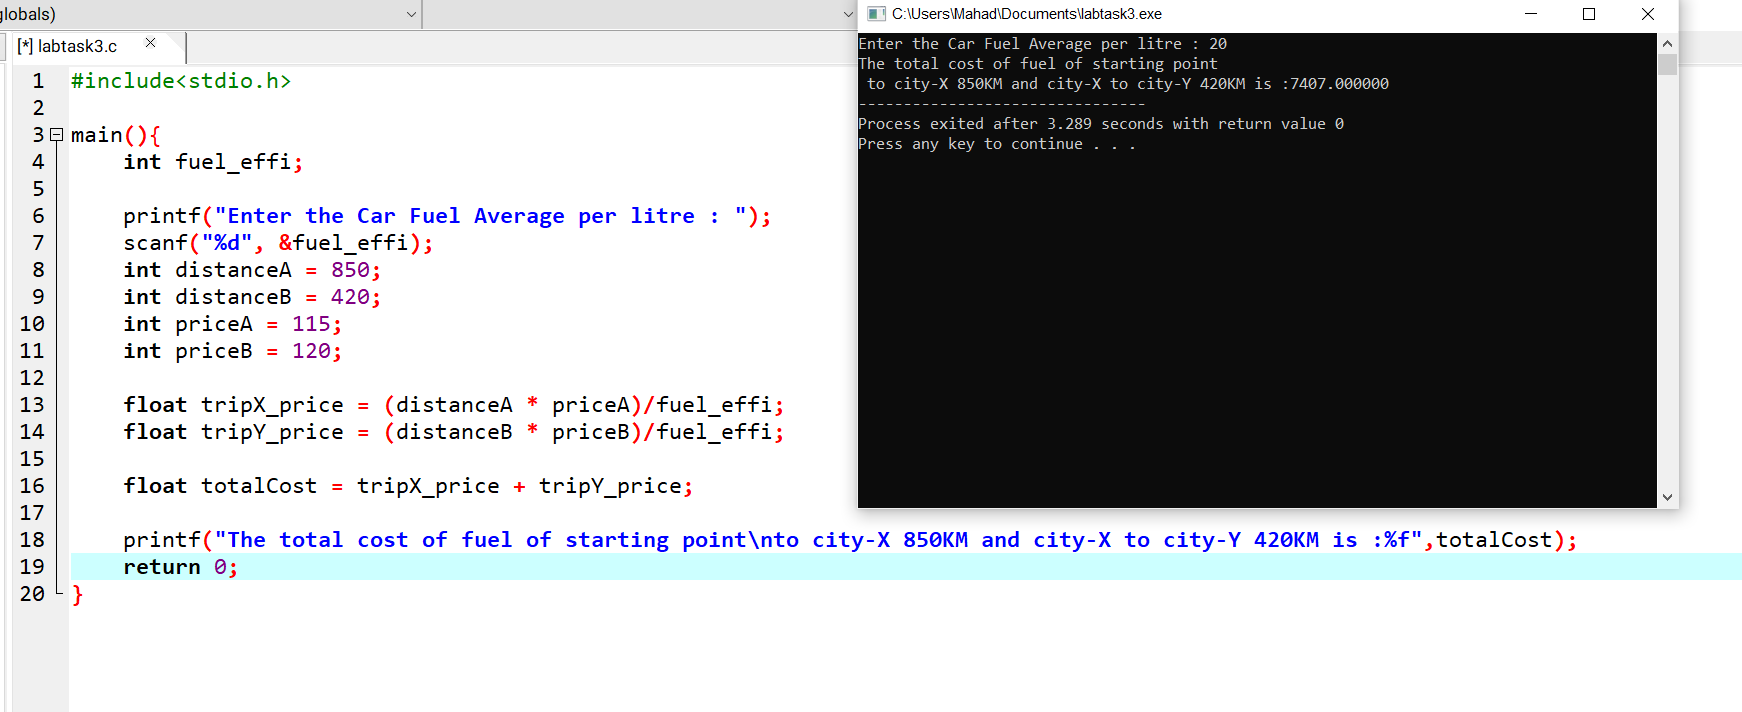 globals)
[*] labtask3.c
1 #include<stdio.h>
2
3 main(){
4     int fuel_effi;
5
6     printf("Enter the Car Fuel Average per litre : ");
7     scanf("%d", &fuel_effi);
8     int distanceA = 850;
9     int distanceB = 420;
10     int priceA = 115;
11     int priceB = 120;
12
13     float tripX_price = (distanceA * priceA)/fuel_effi;
14     float tripY_price = (distanceB * priceB)/fuel_effi;
15
16     float totalCost = tripX_price + tripY_price;
17
18     printf("The total cost of fuel of starting point\nto city-X 850KM and city-X to city-Y 420KM is :%f",totalCost);
19     return 0;
20 }
C:\Users\Mahad\Documents\labtask3.exe
Enter the Car Fuel Average per litre : 20
The total cost of fuel of starting point
 to city-X 850KM and city-X to city-Y 420KM is :7407.000000
--------------------------------
Process exited after 3.289 seconds with return value 0
Press any key to continue . . .